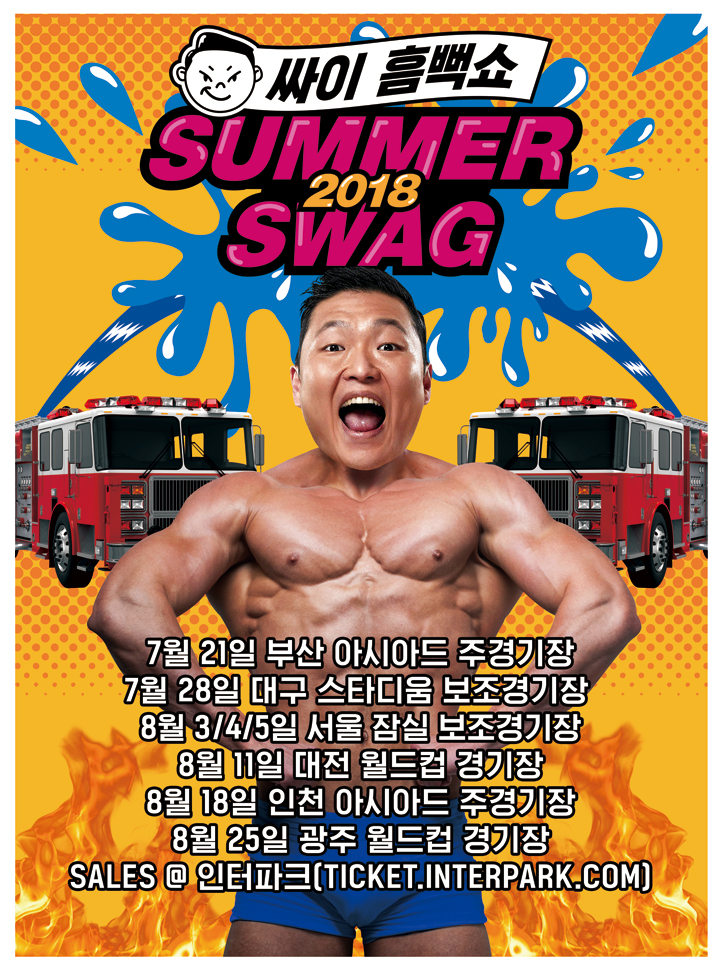 싸이 흠뻑쇼
SUMMER
2018
SWAG
7월 21일 부산 아시아드 주경기장
7월 28일 대구 스타디움 보조경기장
8월 3/4/5일 서울 잠실 보조경기장
8월 11일 대전 월드컵 경기장
8월 18일 인천 아시아드 주경기장
8월 25일 광주 월드컵 경기장
SALES @ 인터파크(TICKET.INTERPARK.COM)